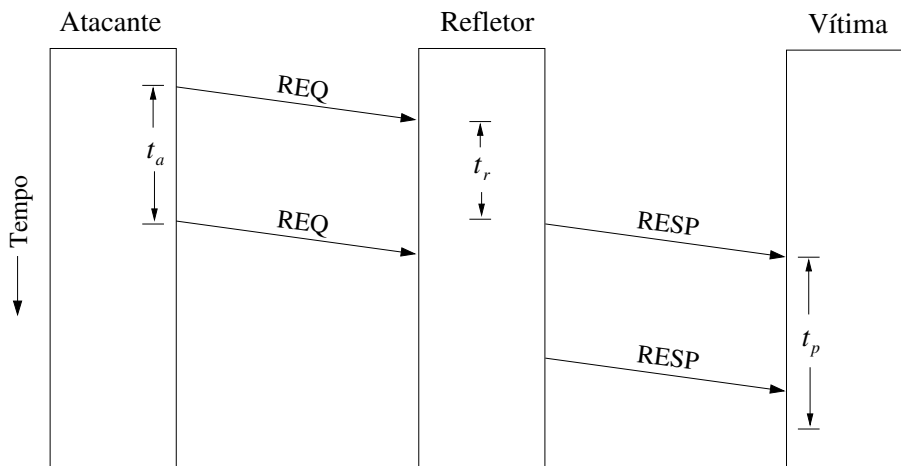 Atacante
Refletor
Vítima
REQ
t_a
t_r
REQ
RESP
Tempo
RESP
t_p